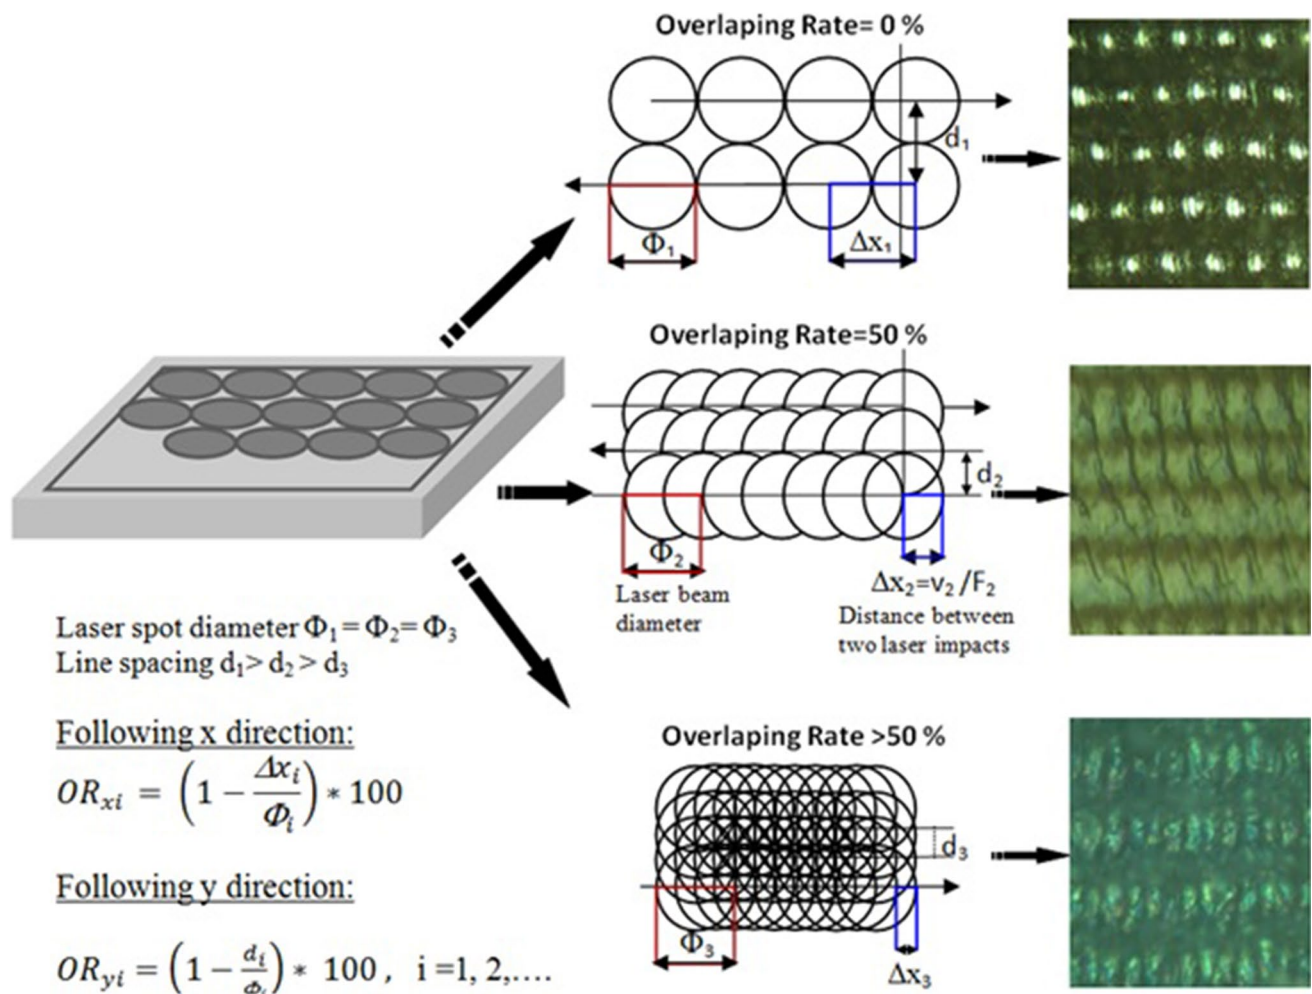 Overlaping Rate= 0 %
d₁
Φ₁
Δx₁
Overlaping Rate=50 %
d₂
Φ₂
Δx₂=v₂/F₂
Laser beam
diameter
Distance between
two laser impacts
Laser spot diameter Φ₁=Φ₂=Φ₃
Line spacing d₁> d₂ > d₃
Following x direction:
ORₓᵢ = (1 − Δxᵢ/Φᵢ) * 100
Following y direction:
OR_yi = (1 − dᵢ/Φᵢ) * 100 , i =1, 2,....
Overlaping Rate >50 %
d₃
Φ₃
Δx₃